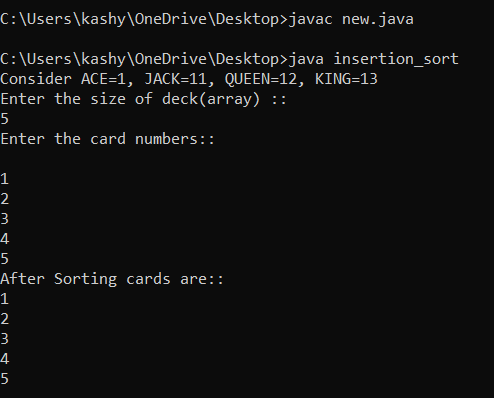 C:\Users\kashy\OneDrive\Desktop>javac new.java
C:\Users\kashy\OneDrive\Desktop>java insertion_sort
Consider ACE=1, JACK=11, QUEEN=12, KING=13
Enter the size of deck(array) ::
5
Enter the card numbers::
1
2
3
4
5
After Sorting cards are::
1
2
3
4
5